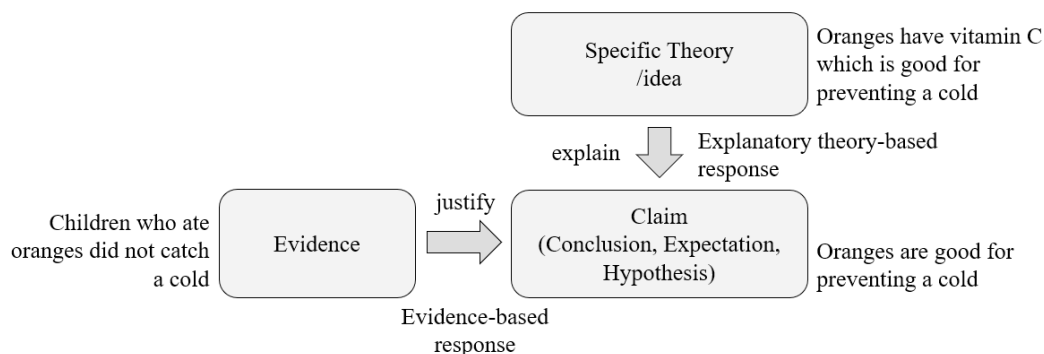 Specific Theory
/idea
Oranges have vitamin C
which is good for
preventing a cold
explain
Explanatory theory-based
response
Children who ate
oranges did not catch
a cold
Evidence
justify
Evidence-based
response
Claim
(Conclusion, Expectation,
Hypothesis)
Oranges are good for
preventing a cold